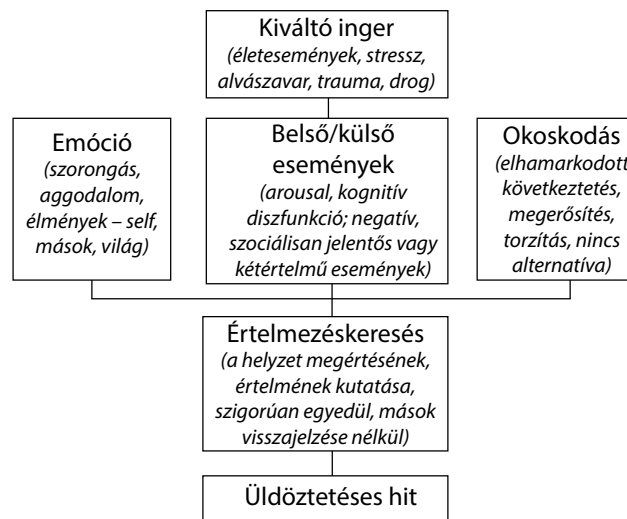 Kiváltó inger
(életesemények, stressz,
alvászavar, trauma, drog)
Emóció
(szorongás,
aggodalom,
élmények – self,
mások, világ)
Belső/külső
események
(arousal, kognitív
diszfunkció; negatív,
szociálisan jelentős vagy
kétértelmű események)
Okoskodás
(elhamarkodott
következtetés,
megerősítés,
torzítás, nincs
alternatíva)
Értelmezéskeresés
(a helyzet megértésének,
értelmének kutatása,
szigorúan egyedül, mások
visszajelzése nélkül)
Üldöztetéses hit